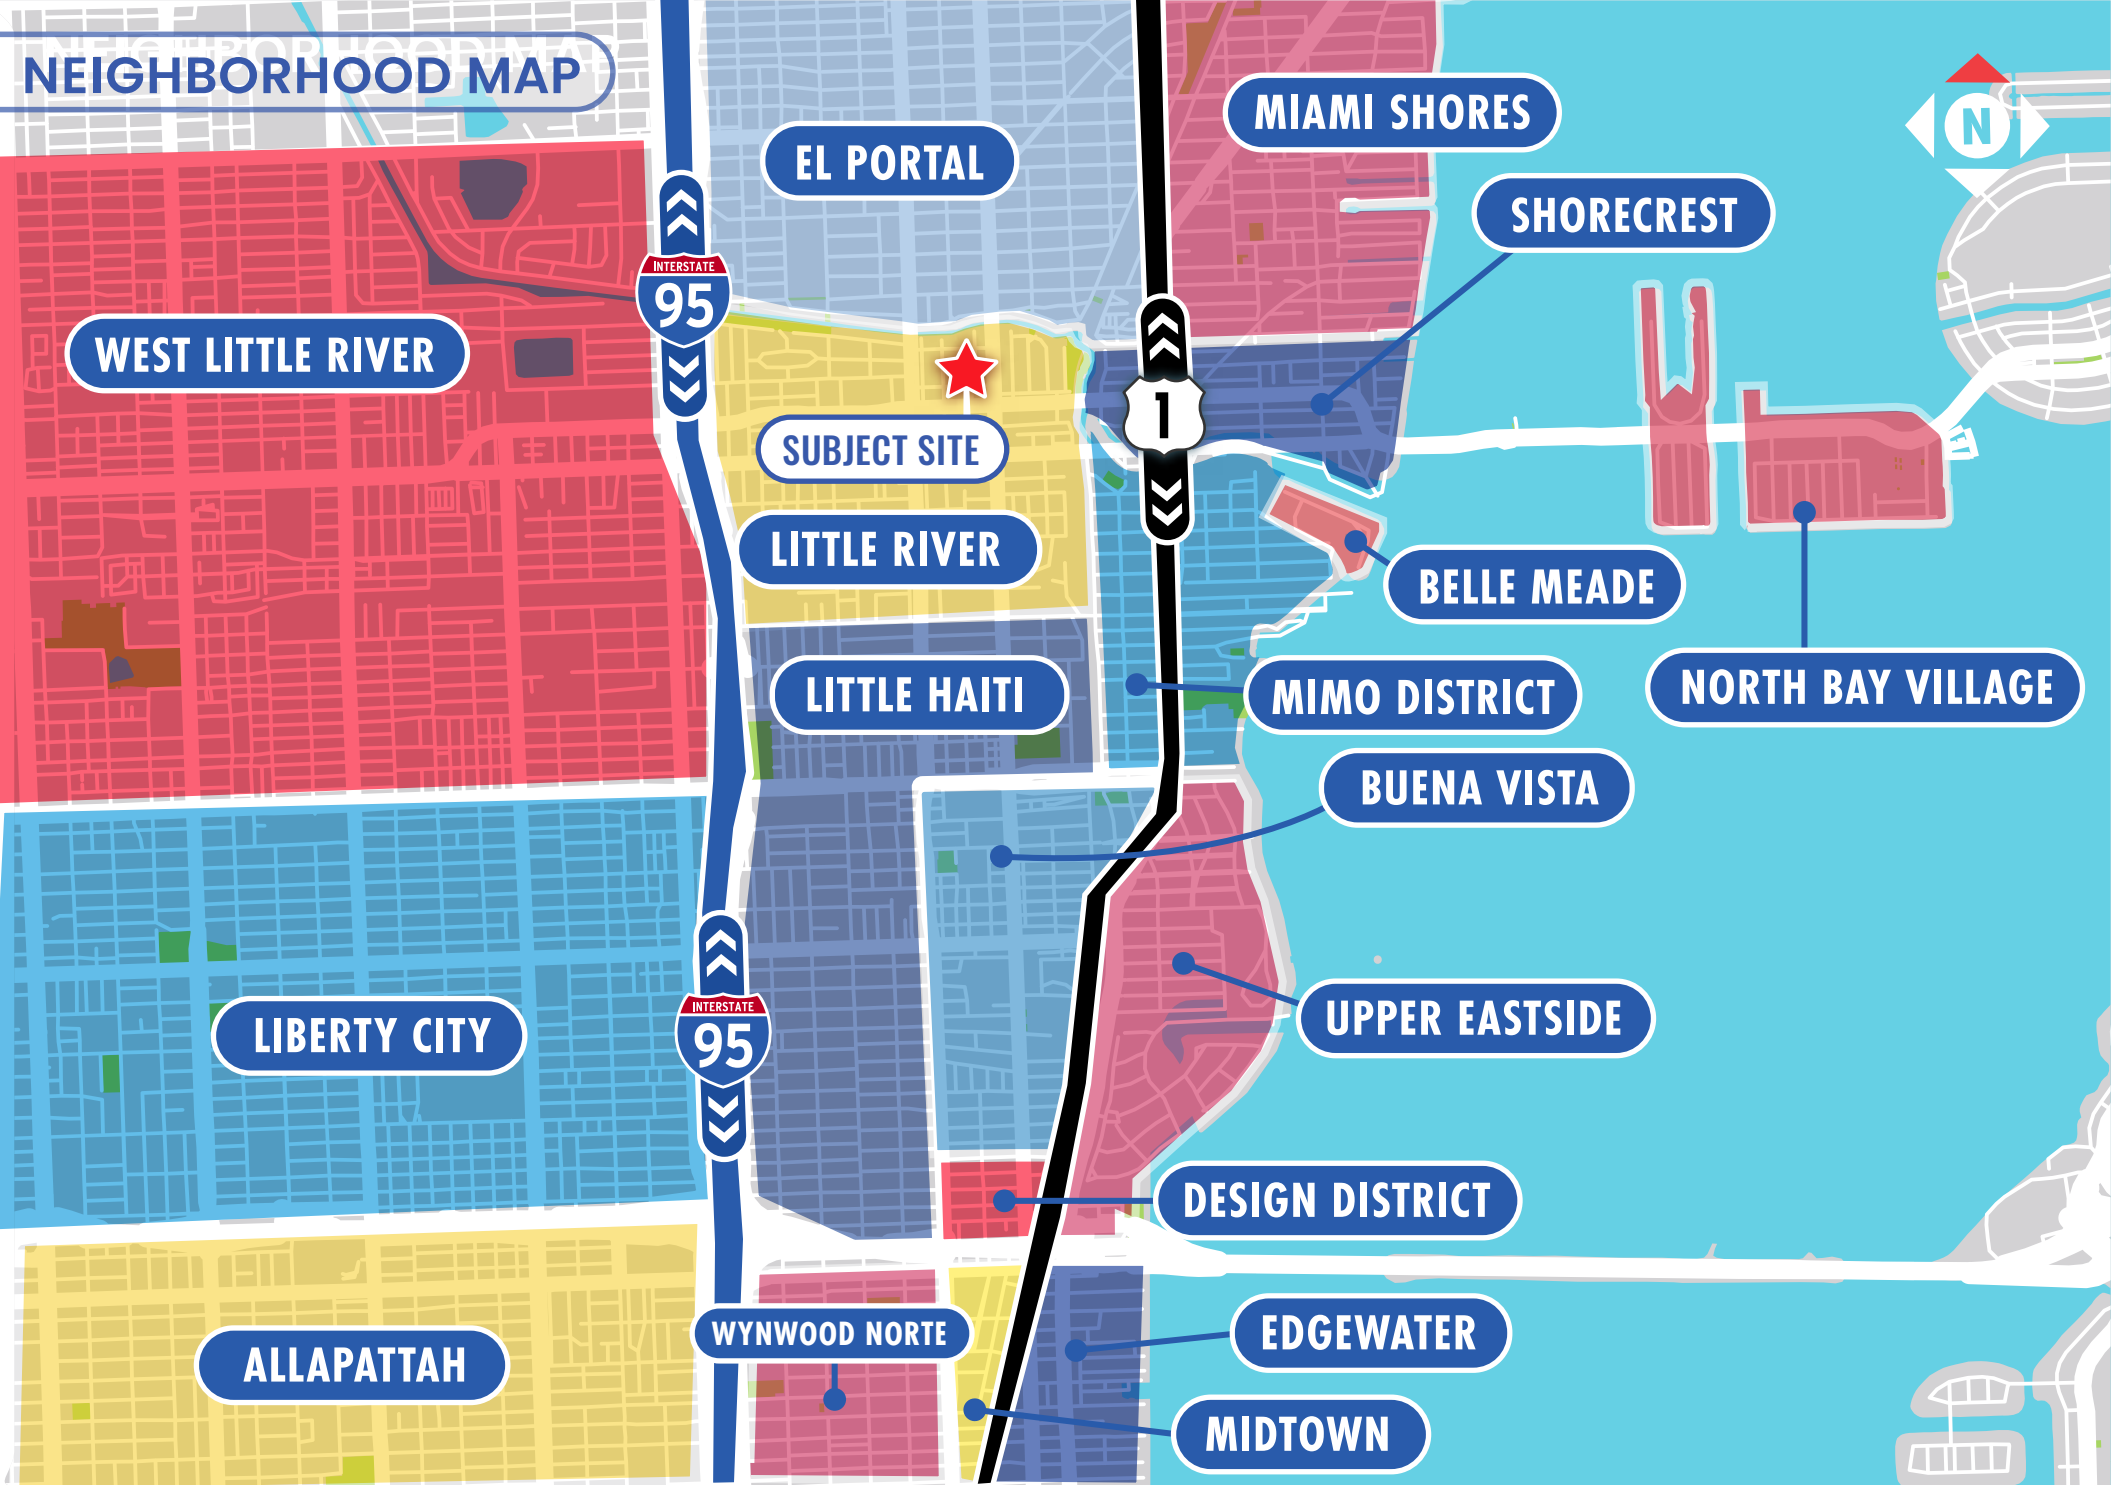 NEIGHBORHOOD MAP
NEIGHBORHOOD MAP
MIAMI SHORES
N
EL PORTAL
SHORECREST
INTERSTATE
95
WEST LITTLE RIVER
1
SUBJECT SITE
LITTLE RIVER
BELLE MEADE
LITTLE HAITI
MIMO DISTRICT
NORTH BAY VILLAGE
BUENA VISTA
UPPER EASTSIDE
LIBERTY CITY
INTERSTATE
95
DESIGN DISTRICT
WYNWOOD NORTE
EDGEWATER
ALLAPATTAH
MIDTOWN